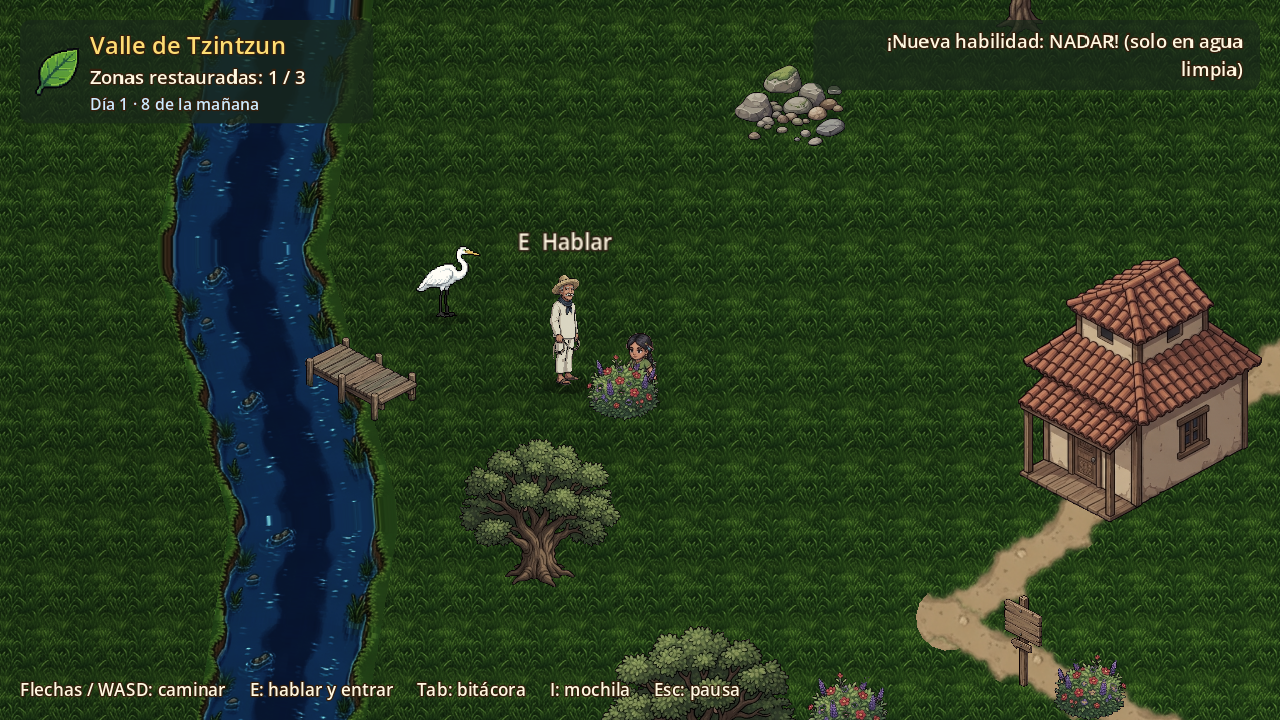 Valle de Tzintzun
Zonas restauradas: 1 / 3
Día 1 · 8 de la mañana
¡Nueva habilidad: NADAR! (solo en agua
limpia)
E Hablar
Flechas / WASD: caminar E: hablar y entrar Tab: bitácora I: mochila Esc: pausa